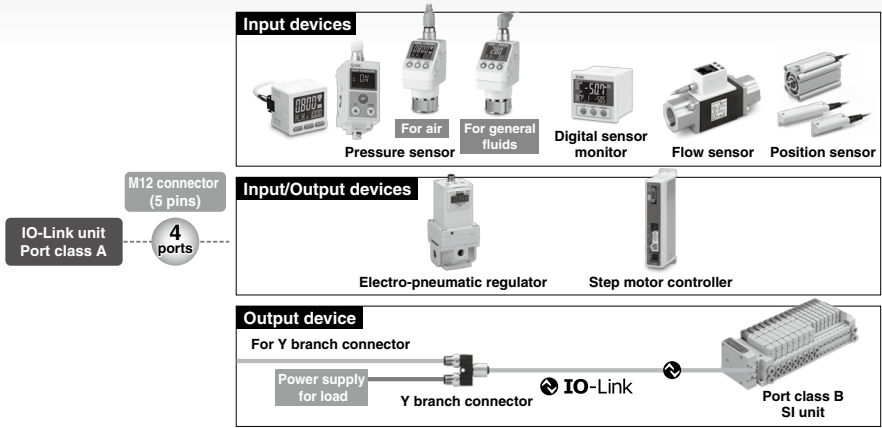 Input devices
For air
For general
fluids
Pressure sensor
Digital sensor
monitor
Flow sensor
Position sensor
M12 connector
(5 pins)
IO-Link unit
Port class A
4
ports
Input/Output devices
Electro-pneumatic regulator
Step motor controller
Output device
For Y branch connector
Power supply
for load
Y branch connector
IO-Link
Port class B
SI unit